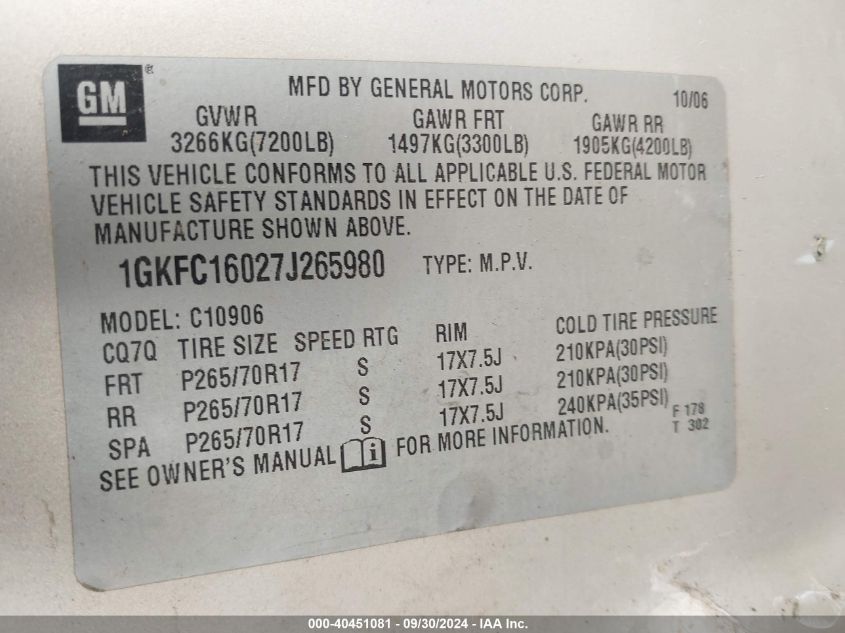 GM ®
MFD BY GENERAL MOTORS CORP. 10/06
GVWR GAWR FRT GAWR RR
3266KG(7200LB) 1497KG(3300LB) 1905KG(4200LB)
THIS VEHICLE CONFORMS TO ALL APPLICABLE U.S. FEDERAL MOTOR
VEHICLE SAFETY STANDARDS IN EFFECT ON THE DATE OF
MANUFACTURE SHOWN ABOVE.
1GKFC16027J265980 TYPE: M.P.V.
MODEL: C10906
CQ7Q TIRE SIZE SPEED RTG RIM COLD TIRE PRESSURE
FRT P265/70R17 S 17X7.5J 210KPA(30PSI)
RR P265/70R17 S 17X7.5J 210KPA(30PSI)
SPA P265/70R17 S 17X7.5J 240KPA(35PSI) F 178
T 302
SEE OWNER'S MANUAL i FOR MORE INFORMATION.
000-40451081 - 09/30/2024 - IAA Inc.